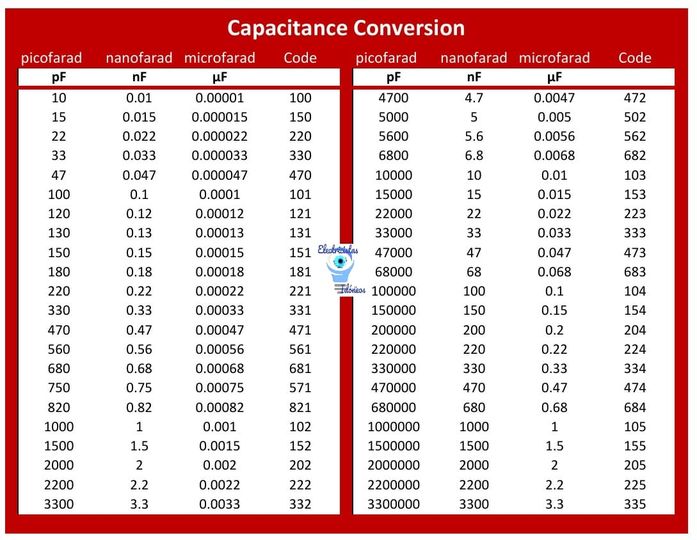 Capacitance Conversion
picofarad nanofarad microfarad Code picofarad nanofarad microfarad Code
pF nF µF pF nF µF
10 0.01 0.00001 100 4700 4.7 0.0047 472
15 0.015 0.000015 150 5000 5 0.005 502
22 0.022 0.000022 220 5600 5.6 0.0056 562
33 0.033 0.000033 330 6800 6.8 0.0068 682
47 0.047 0.000047 470 10000 10 0.01 103
100 0.1 0.0001 101 15000 15 0.015 153
120 0.12 0.00012 121 22000 22 0.022 223
130 0.13 0.00013 131 33000 33 0.033 333
150 0.15 0.00015 151 47000 47 0.047 473
180 0.18 0.00018 181 68000 68 0.068 683
220 0.22 0.00022 221 100000 100 0.1 104
330 0.33 0.00033 331 150000 150 0.15 154
470 0.47 0.00047 471 200000 200 0.2 204
560 0.56 0.00056 561 220000 220 0.22 224
680 0.68 0.00068 681 330000 330 0.33 334
750 0.75 0.00075 571 470000 470 0.47 474
820 0.82 0.00082 821 680000 680 0.68 684
1000 1 0.001 102 1000000 1000 1 105
1500 1.5 0.0015 152 1500000 1500 1.5 155
2000 2 0.002 202 2000000 2000 2 205
2200 2.2 0.0022 222 2200000 2200 2.2 225
3300 3.3 0.0033 332 3300000 3300 3.3 335